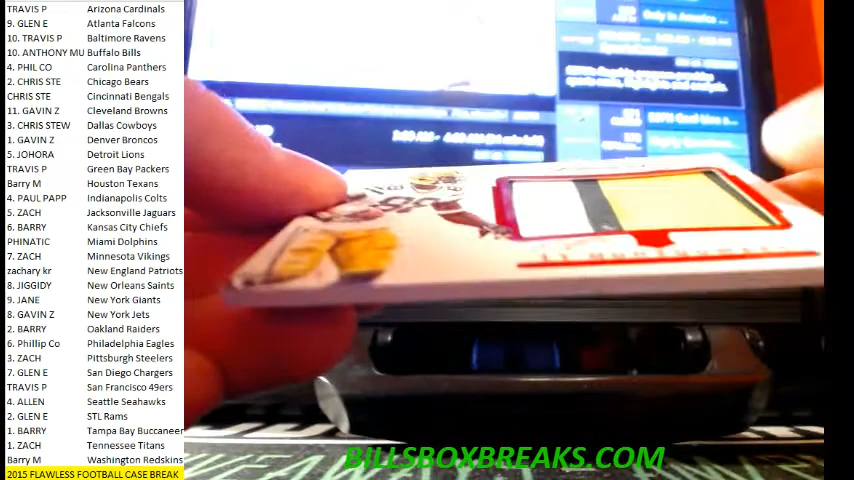 TRAVIS P Arizona Cardinals
9. GLEN E Atlanta Falcons
10. TRAVIS P Baltimore Ravens
10. ANTHONY MU Buffalo Bills
4. PHIL CO Carolina Panthers
2. CHRIS STE Chicago Bears
CHRIS STE Cincinnati Bengals
11. GAVIN Z Cleveland Browns
3. CHRIS STEW Dallas Cowboys
1. GAVIN Z Denver Broncos
5. JOHORA Detroit Lions
TRAVIS P Green Bay Packers
Barry M Houston Texans
4. PAUL PAPP Indianapolis Colts
5. ZACH Jacksonville Jaguars
6. BARRY Kansas City Chiefs
PHINATIC Miami Dolphins
7. ZACH Minnesota Vikings
zachary kr New England Patriots
8. JIGGIDY New Orleans Saints
9. JANE New York Giants
8. GAVIN Z New York Jets
2. BARRY Oakland Raiders
6. Phillip Co Philadelphia Eagles
3. ZACH Pittsburgh Steelers
7. GLEN E San Diego Chargers
TRAVIS P San Francisco 49ers
4. ALLEN Seattle Seahawks
2. GLEN E STL Rams
1. BARRY Tampa Bay Buccaneer
1. ZACH Tennessee Titans
Barry M Washington Redskins
2015 FLAWLESS FOOTBALL CASE BREAK
Only in America
BILLSBOXBREAKS.COM